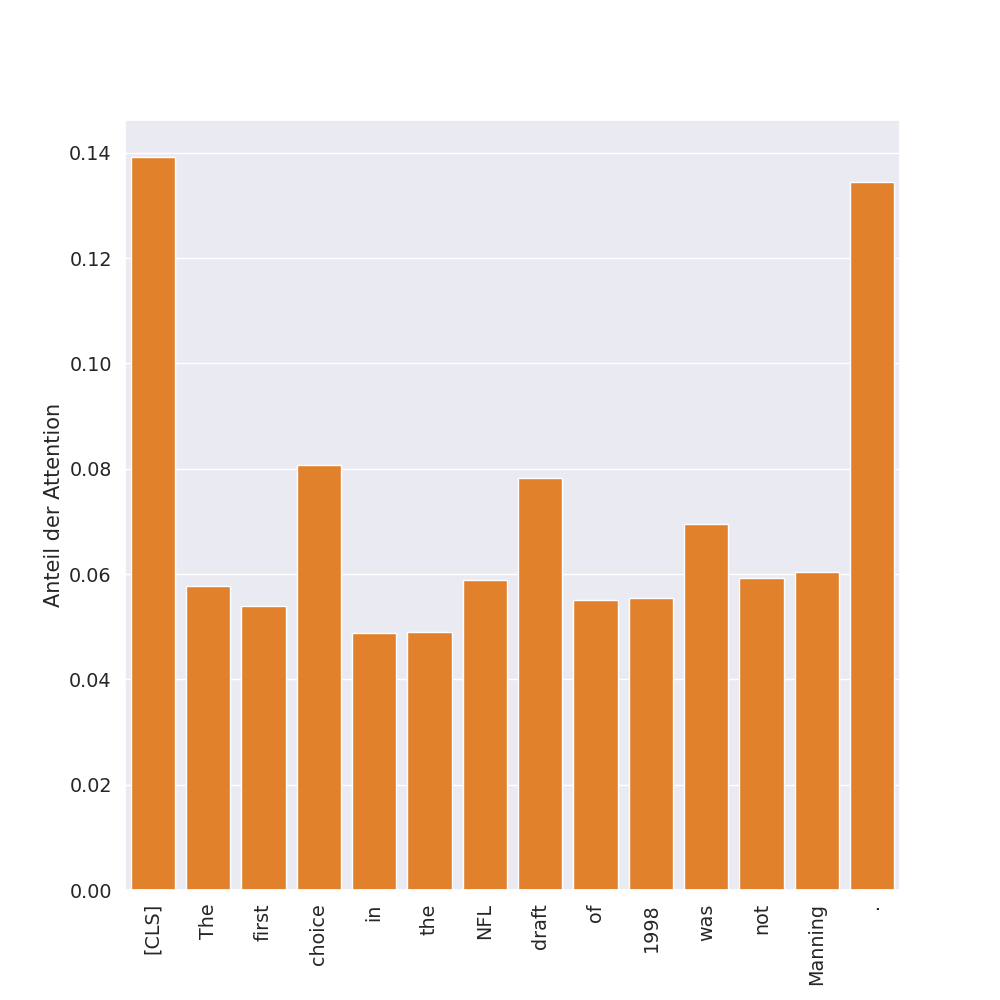 0.14
0.12
0.10
0.08
0.06
0.04
0.02
0.00
Anteil der Attention
[CLS]
The
first
choice
in
the
NFL
draft
of
1998
was
not
Manning
.